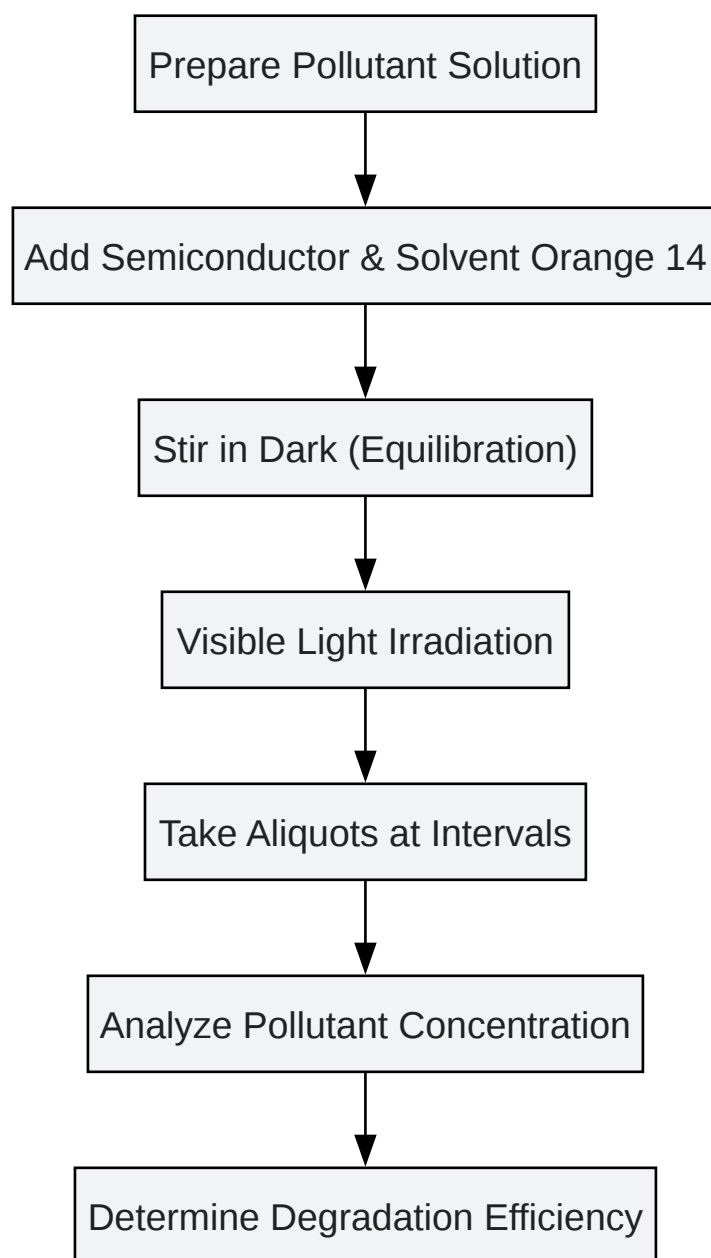 Prepare Pollutant Solution
Add Semiconductor & Solvent Orange 14
Stir in Dark (Equilibration)
Visible Light Irradiation
Take Aliquots at Intervals
Analyze Pollutant Concentration
Determine Degradation Efficiency